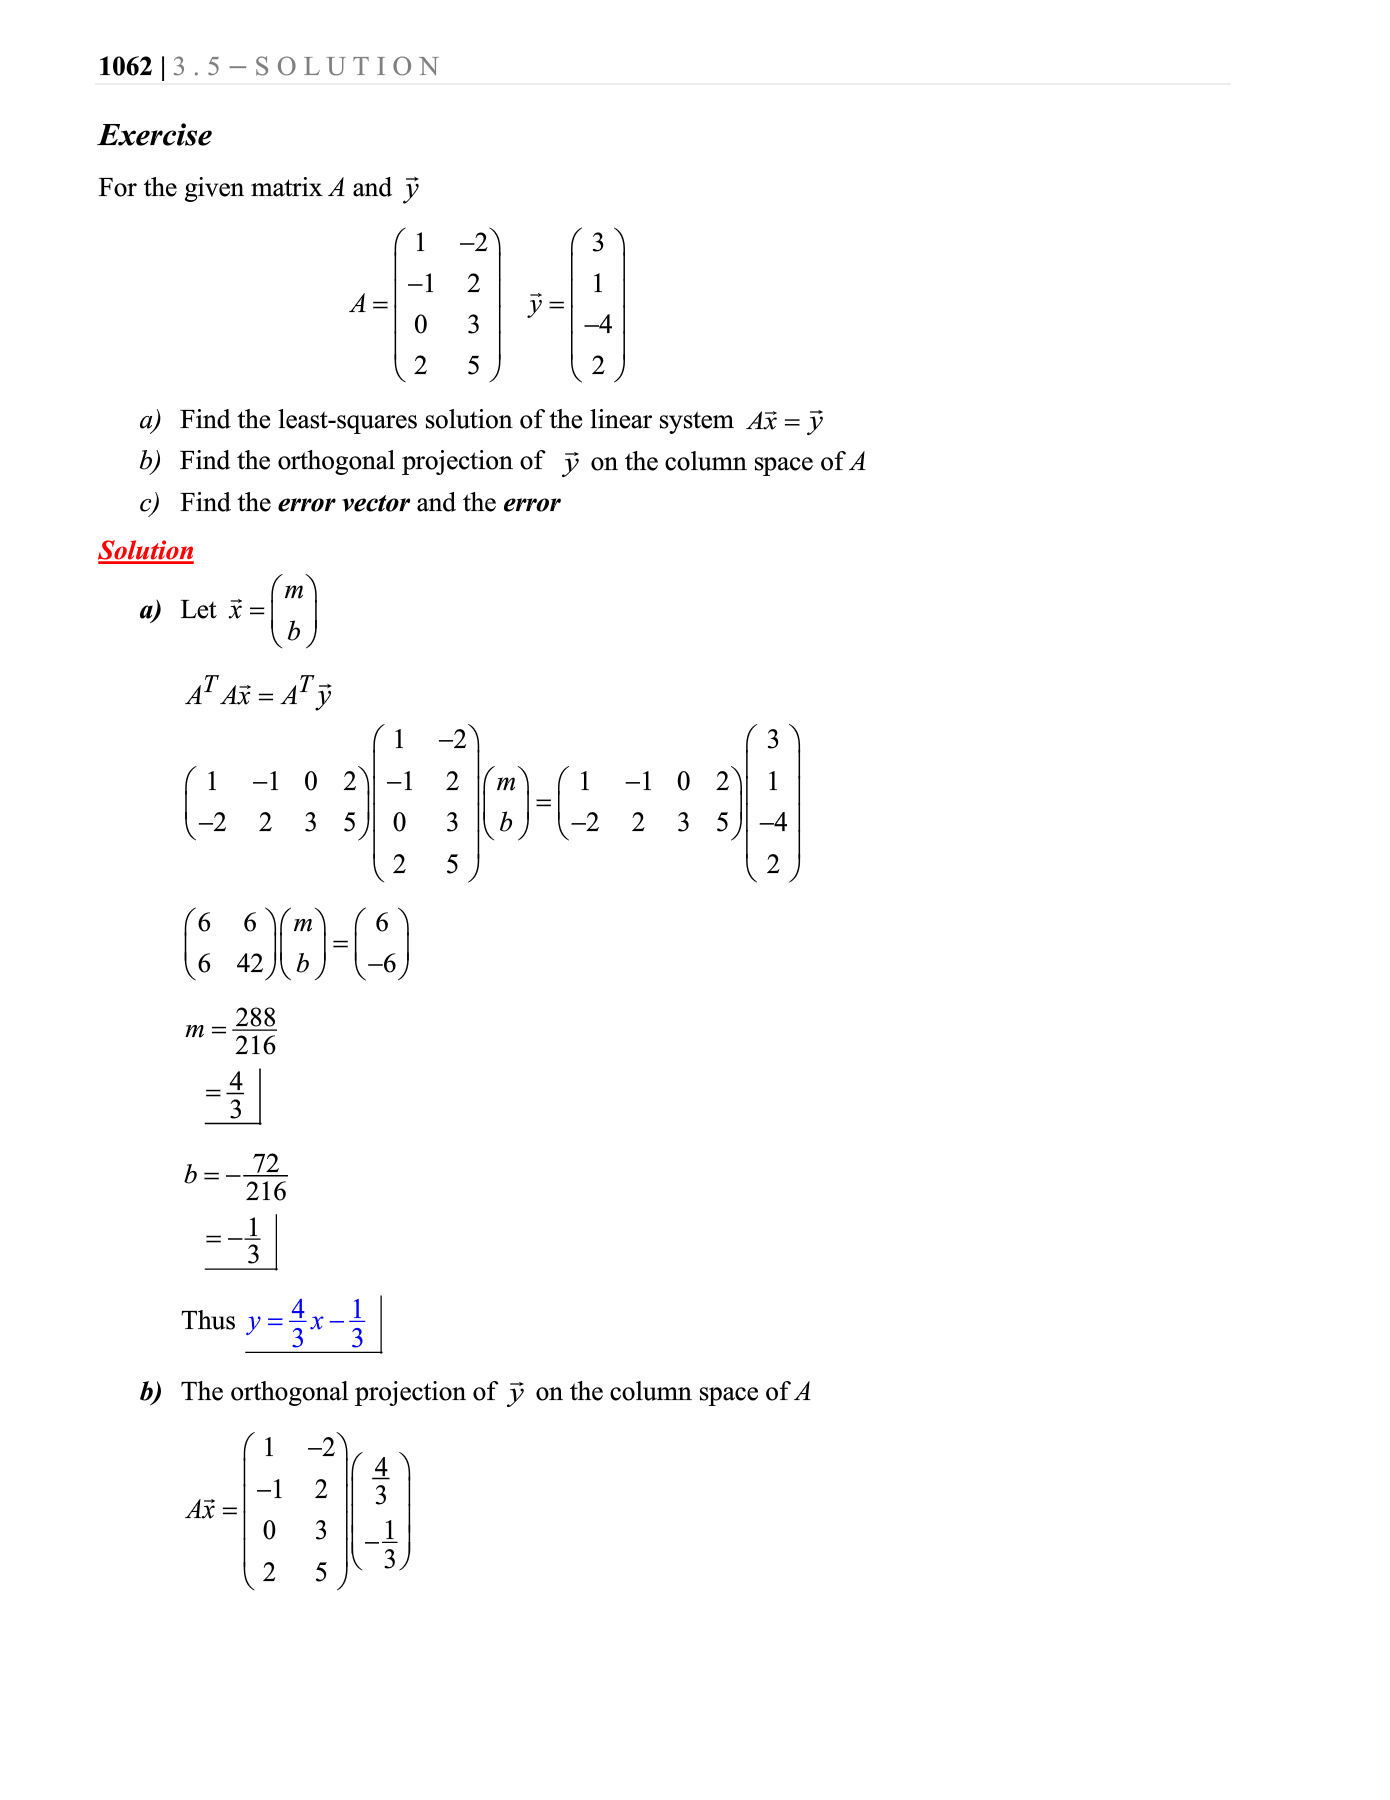 1062 | 3 . 5 – S O L U T I O N
Exercise
For the given matrix A and $\vec{y}$
$A = \begin{pmatrix} 1 & -2 \\ -1 & 2 \\ 0 & 3 \\ 2 & 5 \end{pmatrix} \quad \vec{y} = \begin{pmatrix} 3 \\ 1 \\ -4 \\ 2 \end{pmatrix}$
a) Find the least-squares solution of the linear system $A\vec{x} = \vec{y}$
b) Find the orthogonal projection of $\vec{y}$ on the column space of A
c) Find the error vector and the error
Solution
a) Let $\vec{x} = \begin{pmatrix} m \\ b \end{pmatrix}$
$A^T A\vec{x} = A^T \vec{y}$
$\begin{pmatrix} 1 & -1 & 0 & 2 \\ -2 & 2 & 3 & 5 \end{pmatrix} \begin{pmatrix} 1 & -2 \\ -1 & 2 \\ 0 & 3 \\ 2 & 5 \end{pmatrix} \begin{pmatrix} m \\ b \end{pmatrix} = \begin{pmatrix} 1 & -1 & 0 & 2 \\ -2 & 2 & 3 & 5 \end{pmatrix} \begin{pmatrix} 3 \\ 1 \\ -4 \\ 2 \end{pmatrix}$
$\begin{pmatrix} 6 & 6 \\ 6 & 42 \end{pmatrix} \begin{pmatrix} m \\ b \end{pmatrix} = \begin{pmatrix} 6 \\ -6 \end{pmatrix}$
$m = \frac{288}{216}$
$= \frac{4}{3}$
$b = -\frac{72}{216}$
$= -\frac{1}{3}$
Thus $y = \frac{4}{3}x - \frac{1}{3}$
b) The orthogonal projection of $\vec{y}$ on the column space of A
$A\vec{x} = \begin{pmatrix} 1 & -2 \\ -1 & 2 \\ 0 & 3 \\ 2 & 5 \end{pmatrix} \begin{pmatrix} \frac{4}{3} \\ -\frac{1}{3} \end{pmatrix}$